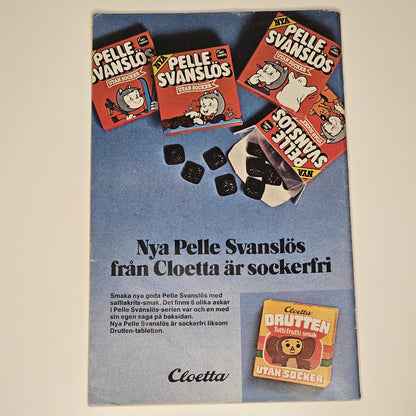 PELLE
SVANSLÖS
UTAN SOCKER
NYA
PELLE
SVANSLÖS
UTAN SOCKER
NYA
PELLE
SVANSLÖS
UTAN SOCKER
PELLE
SVANSLÖS
NYA
Nya Pelle Svanslös
från Cloetta är sockerfri
Smaka nya goda Pelle Svanslös med
saltlakrits-smak. Det finns 6 olika askar
i Pelle Svanslös-serien var och en med
sin egen saga på baksidan.
Nya Pelle Svanslös är sockerfri liksom
Drutten-tabletten.
Cloetta
Cloetta
DRUTTEN
Tutti frutti smak
UTAN SOCKER